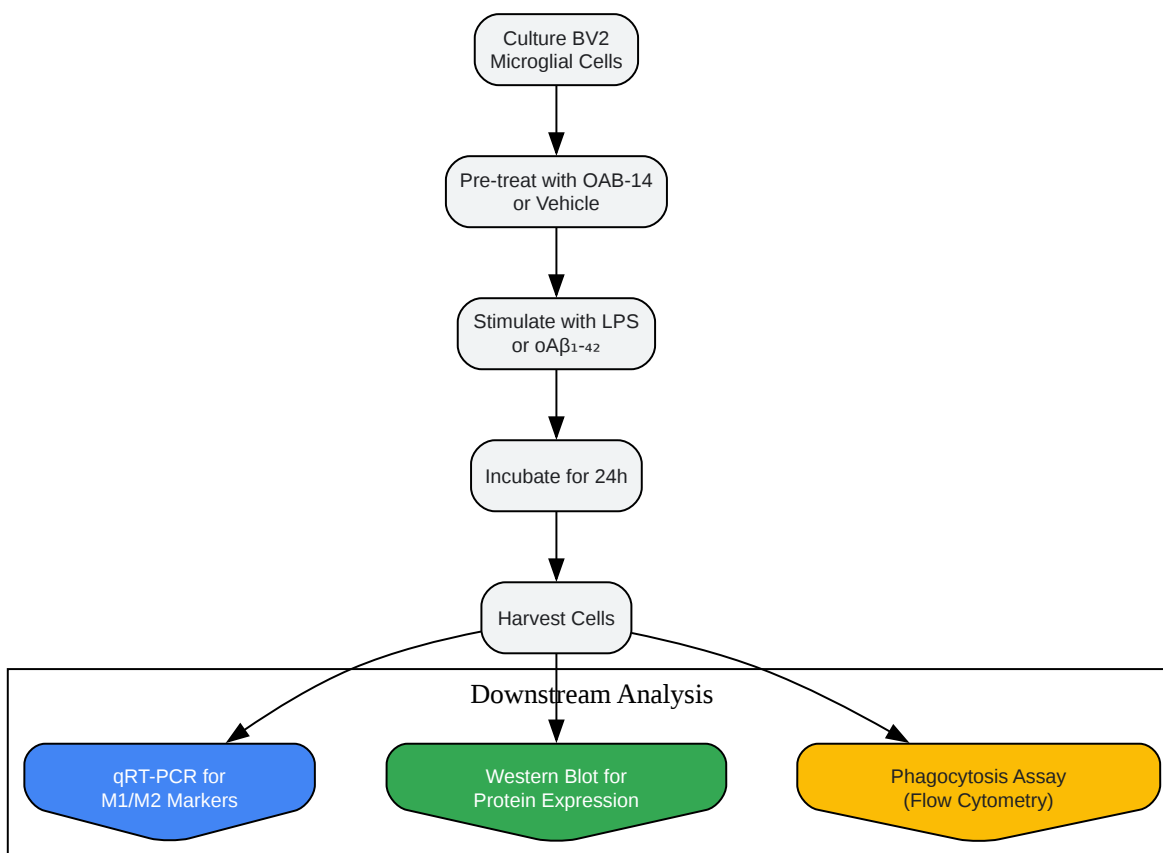 Culture BV2
Microglial Cells
Pre-treat with OAB-14
or Vehicle
Stimulate with LPS
or oAβ₁-₄₂
Incubate for 24h
Harvest Cells
Downstream Analysis
qRT-PCR for
M1/M2 Markers
Western Blot for
Protein Expression
Phagocytosis Assay
(Flow Cytometry)